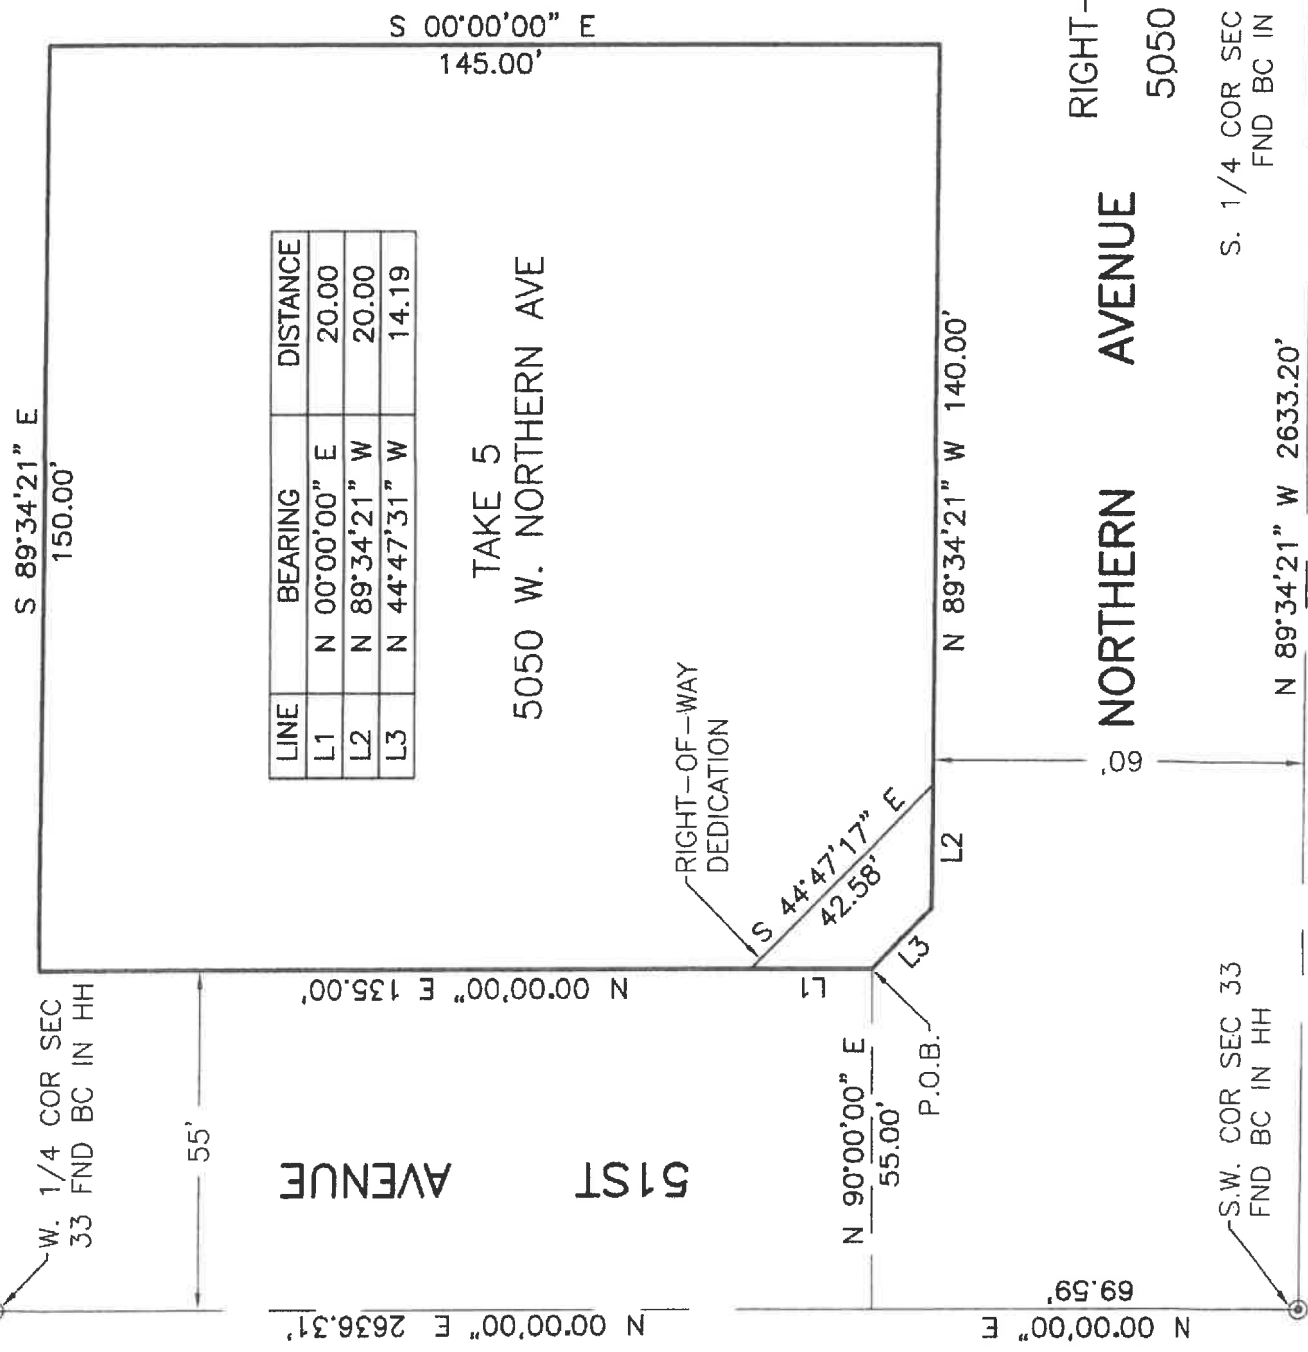 S 00°00'00" E
145.00'
S 89°34'21" E
150.00'
LINE BEARING DISTANCE
L1 N 00°00'00" E 20.00
L2 N 89°34'21" W 20.00
L3 N 44°47'31" W 14.19
TAKE 5
5050 W. NORTHERN AVE
RIGHT-OF-WAY
DEDICATION
S 44°47'17" E
42.58'
N 89°34'21" W 140.00'
L2
L3
L1
N 00°00'00" E 135.00'
W. 1/4 COR SEC
33 FND BC IN HH
55'
51ST AVENUE
N 90°00'00" E
55.00'
P.O.B.
N 00°00'00" E 2636.31'
N 00°00'00" E
69.59'
S.W. COR SEC 33
FND BC IN HH
60'
NORTHERN AVENUE
N 89°34'21" W 2633.20'
S. 1/4 COR SEC
FND BC IN
RIGHT-
5050